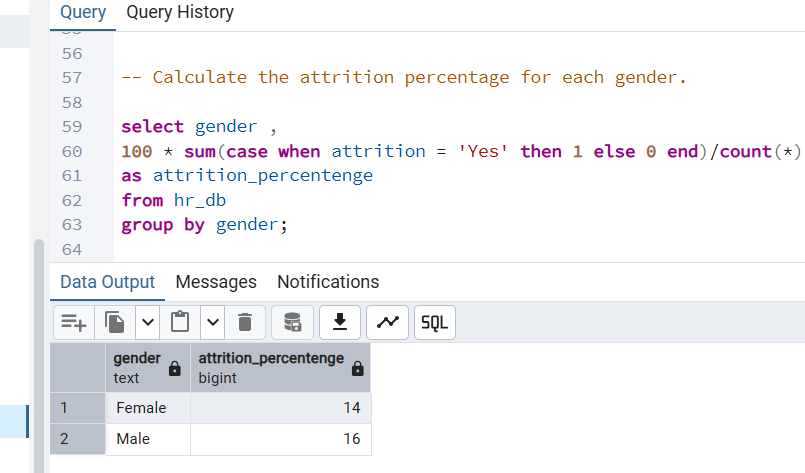 Query Query History
56
57 -- Calculate the attrition percentage for each gender.
58
59 select gender ,
60 100 * sum(case when attrition = 'Yes' then 1 else 0 end)/count(*)
61 as attrition_percentenge
62 from hr_db
63 group by gender;
64
Data Output Messages Notifications
SQL
gender attrition_percentenge
text bigint
1 Female 14
2 Male 16